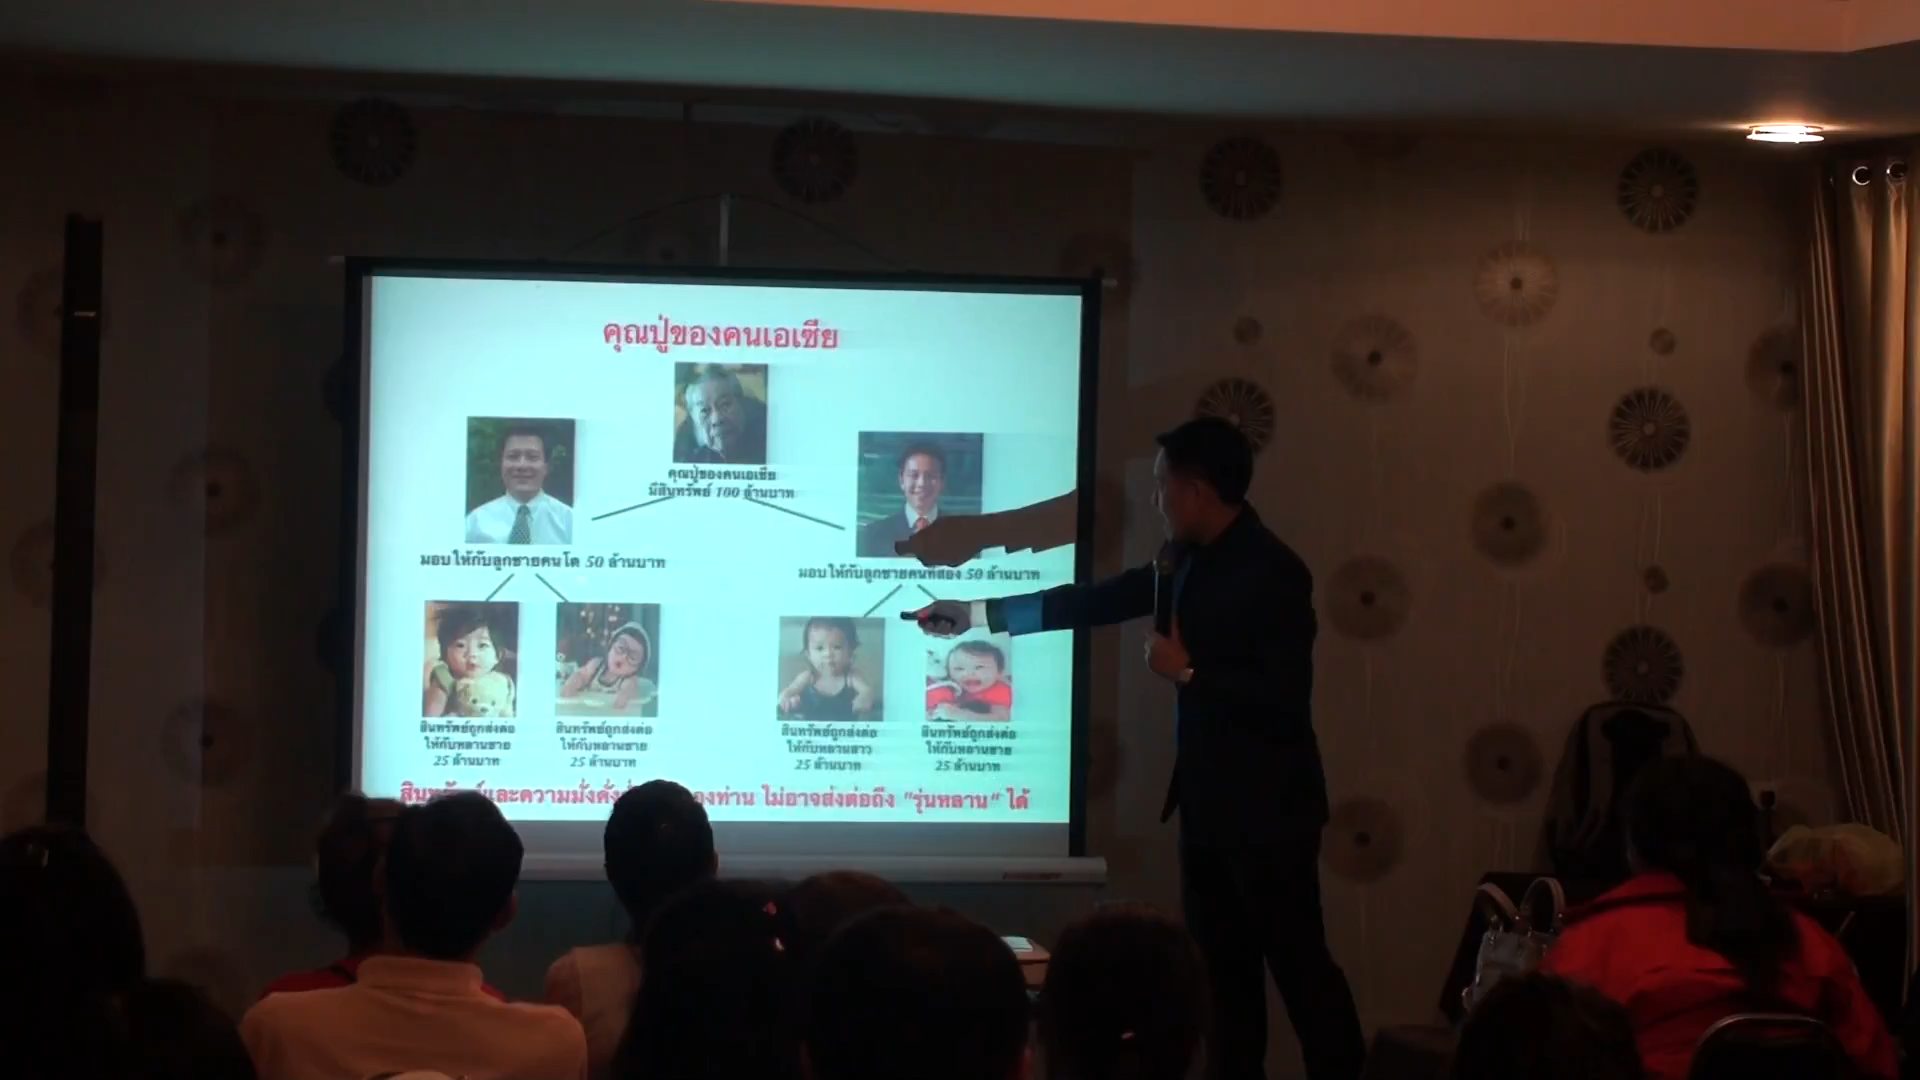 คุณปู่ของคนเอเชีย
คุณปู่ของคนเอเชีย
มีสินทรัพย์ 100 ล้านบาท
มอบให้กับลูกชายคนโต 50 ล้านบาท
มอบให้กับลูกชายคนที่สอง 50 ล้านบาท
สินทรัพย์ถูกส่งต่อ
ให้กับหลานชาย
25 ล้านบาท
สินทรัพย์ถูกส่งต่อ
ให้กับหลานชาย
25 ล้านบาท
สินทรัพย์ถูกส่งต่อ
ให้กับหลานสาว
25 ล้านบาท
สินทรัพย์ถูกส่งต่อ
ให้กับหลานชาย
25 ล้านบาท
และความมั่งคั่ง ท่าน ไม่อาจส่งต่อถึง "รุ่นหลาน" ได้